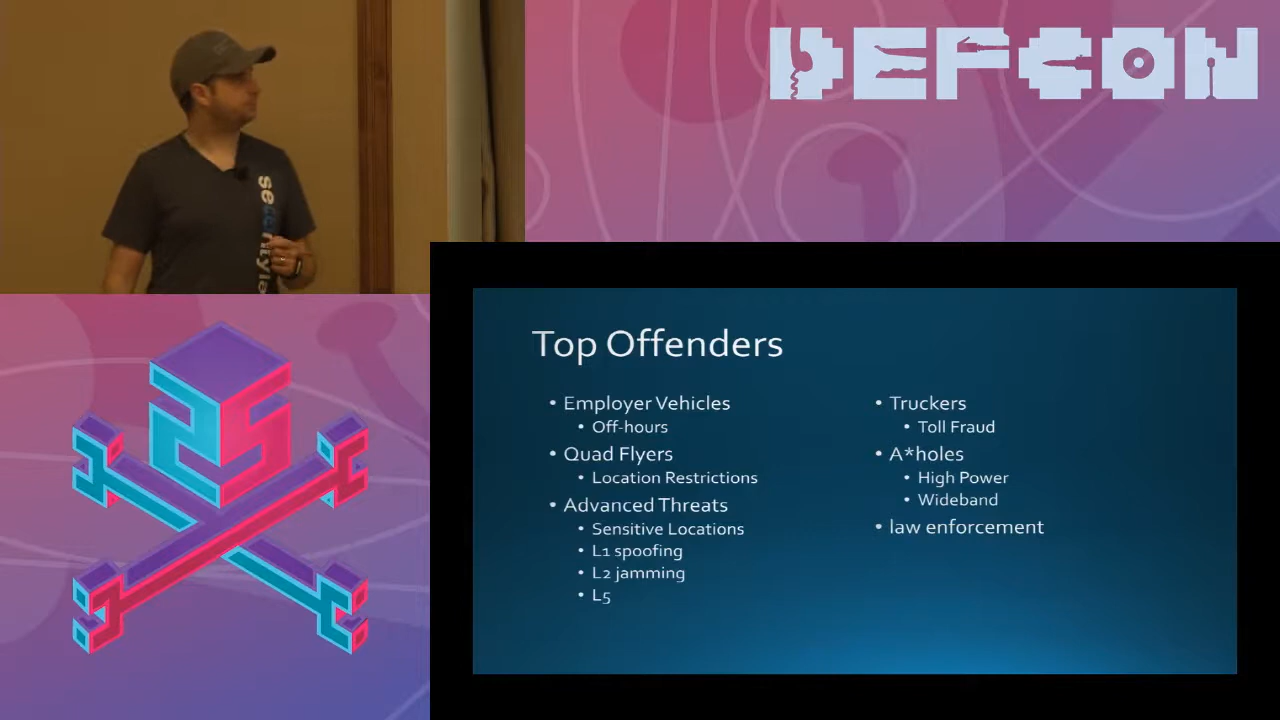 DEFCON
Top Offenders
• Employer Vehicles
• Off-hours
• Quad Flyers
• Location Restrictions
• Advanced Threats
• Sensitive Locations
• L1 spoofing
• L2 jamming
• L5
• Truckers
• Toll Fraud
• A*holes
• High Power
• Wideband
• law enforcement